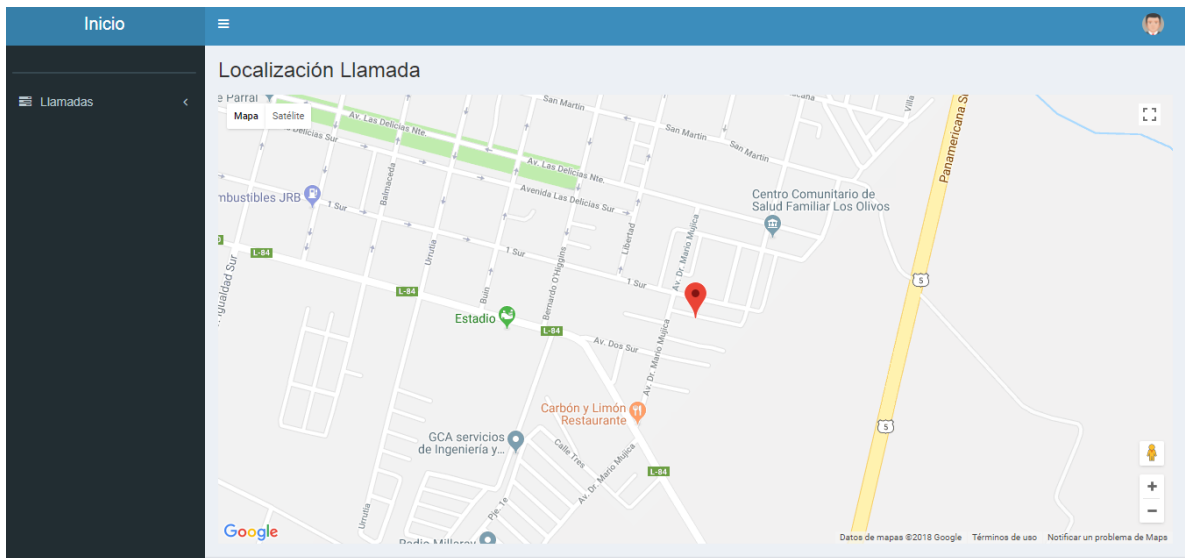 Inicio
Localización Llamada
Llamadas
e Parral
Mapa Satélite
San Martin
San Martin
San Martin
Villa
Panamericana S
Av. Las Delicias Nte.
Delicias Sur
Av. Las Delicias Nte.
Avenida Las Delicias Sur
Centro Comunitario de
Salud Familiar Los Olivos
mbustibles JRB
1 Sur
Balmaceda
Libertad
Av. Dr. Mario Mujica
Urrutia
1 Sur
L-84
Igualdad Sur
5
1 Sur
L-84
Buin
Bernardo O'Higgins
Estadio
L-84
Av. Dos Sur
Av. Dr. Mario Mujica
Carbón y Limón
Restaurante
GCA servicios
de Ingeniería y...
5
Calle Tres
Av. Dr. Mario Mujica
L-84
Pje. 1e
Urrutia
Google
Radio Millaray
Datos de mapas ©2018 Google Términos de uso Notificar un problema de Maps